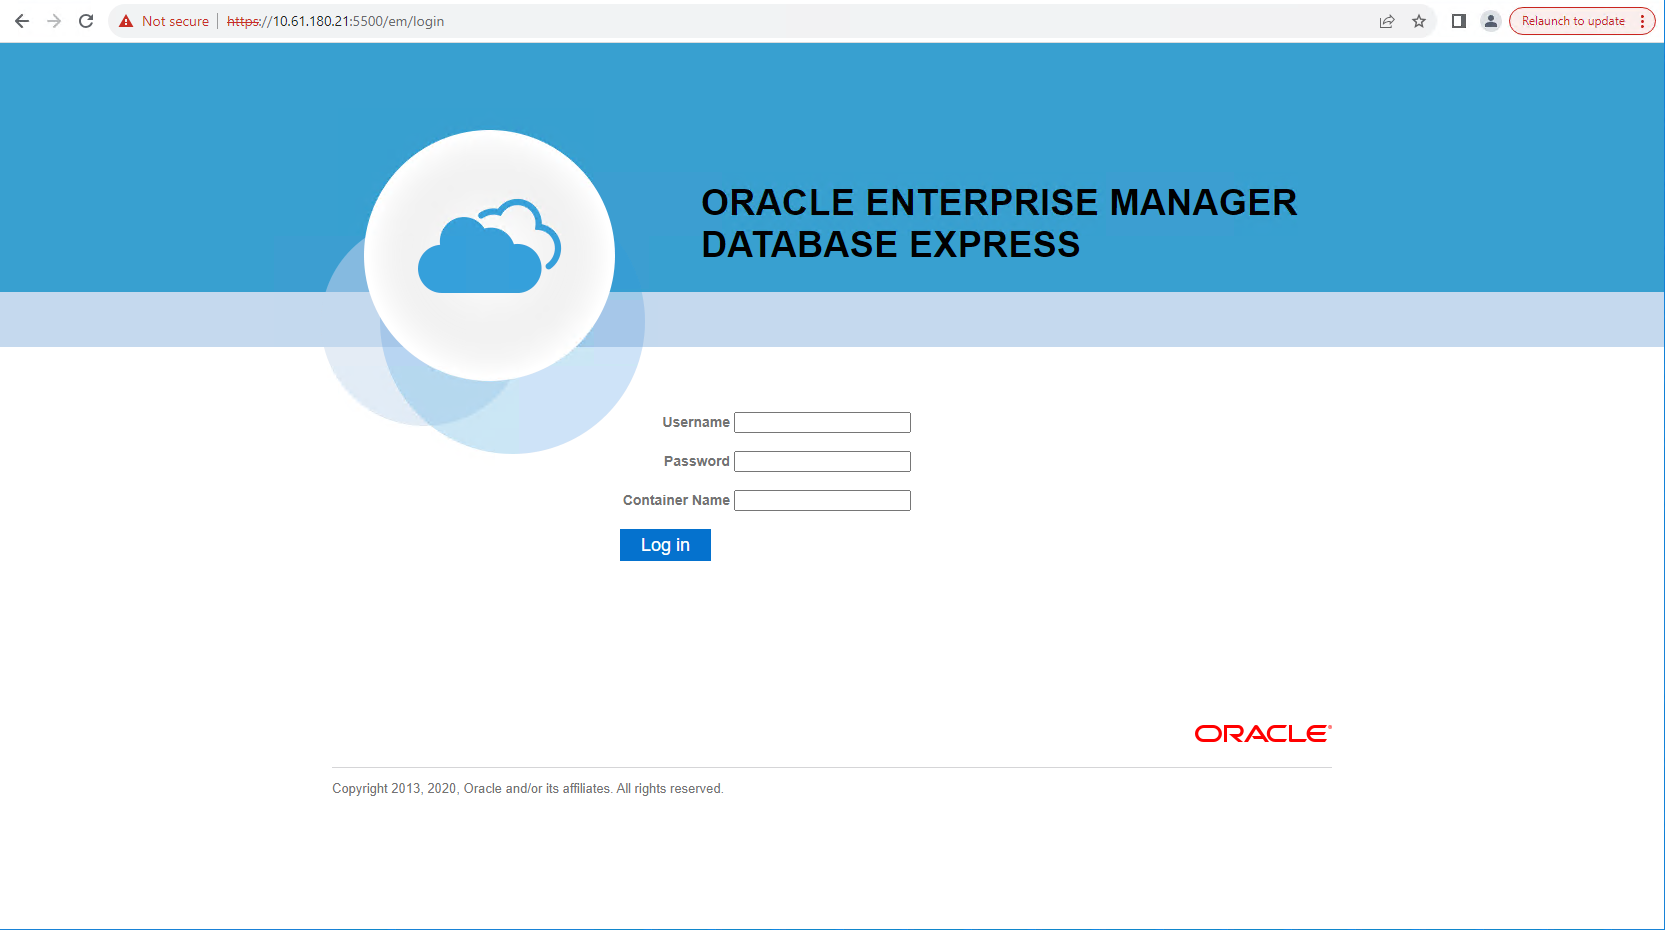 Not secure https://10.61.180.21:5500/em/login Relaunch to update
ORACLE ENTERPRISE MANAGER
DATABASE EXPRESS
Username
Password
Container Name
Log in
ORACLE®
Copyright 2013, 2020, Oracle and/or its affiliates. All rights reserved.